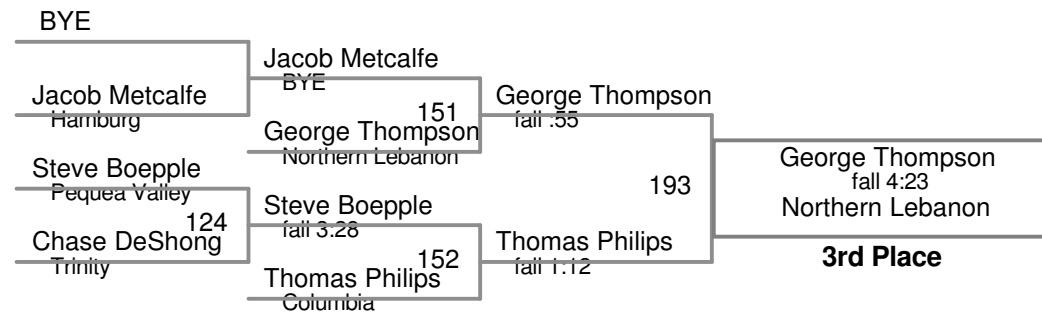 BYE
Jacob Metcalfe
Hamburg
Steve Boepple
Pequea Valley
124
Chase DeShong
Trinity
Jacob Metcalfe
BYE
151
George Thompson
Northern Lebanon
Steve Boepple
fall 3:28
152
Thomas Philips
Columbia
George Thompson
fall :55
193
Thomas Philips
fall 1:12
George Thompson
fall 4:23
Northern Lebanon
3rd Place